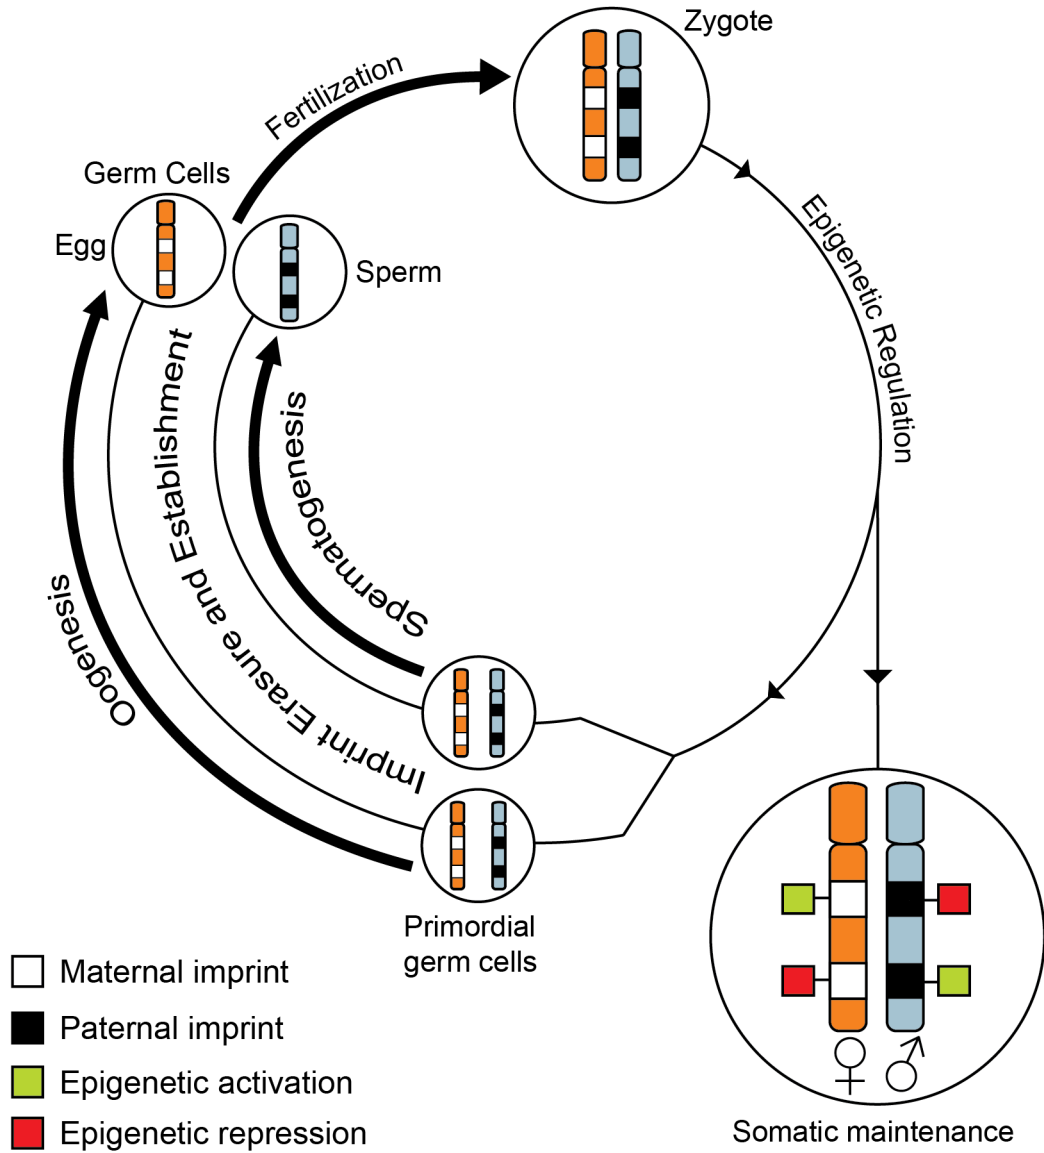 Zygote
Fertilization
Germ Cells
Egg
Sperm
Epigenetic Regulation
Imprint Erasure and Establishment
Spermatogenesis
Oogenesis
Primordial
germ cells
Maternal imprint
Paternal imprint
Epigenetic activation
Epigenetic repression
♀ ♂
Somatic maintenance